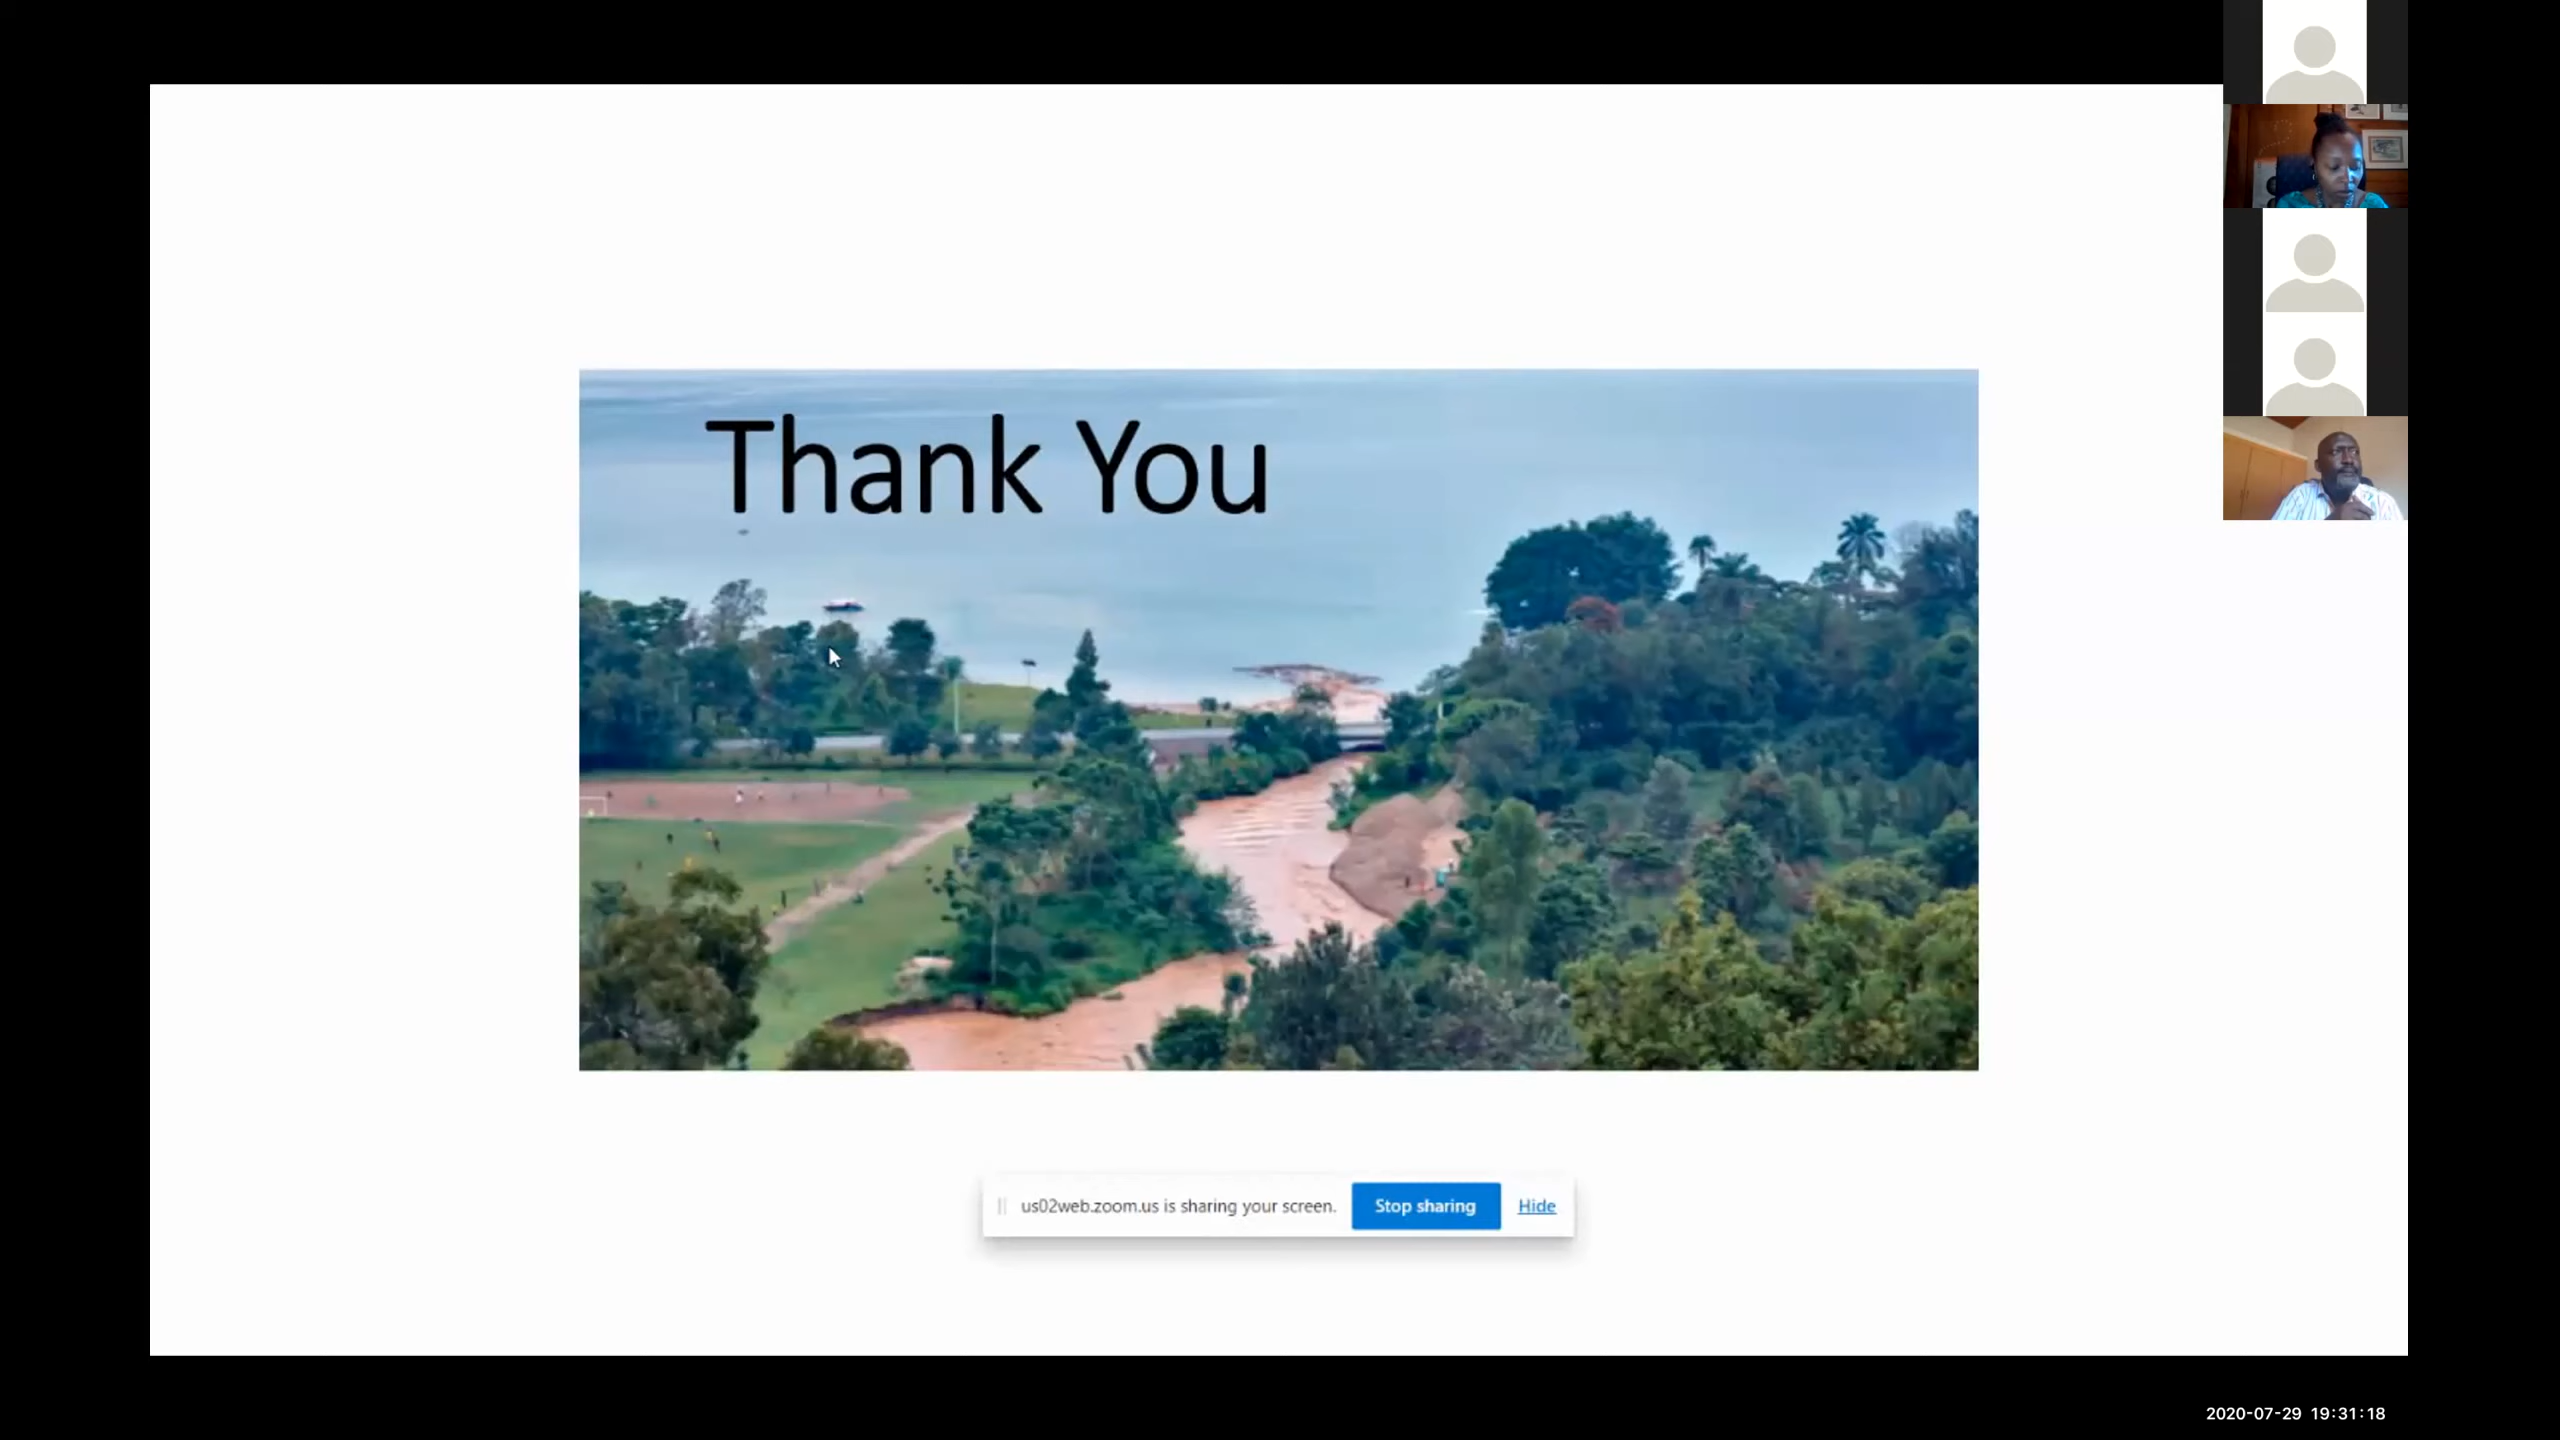 Thank You
us02web.zoom.us is sharing your screen. Stop sharing Hide
2020-07-29 19:31:18